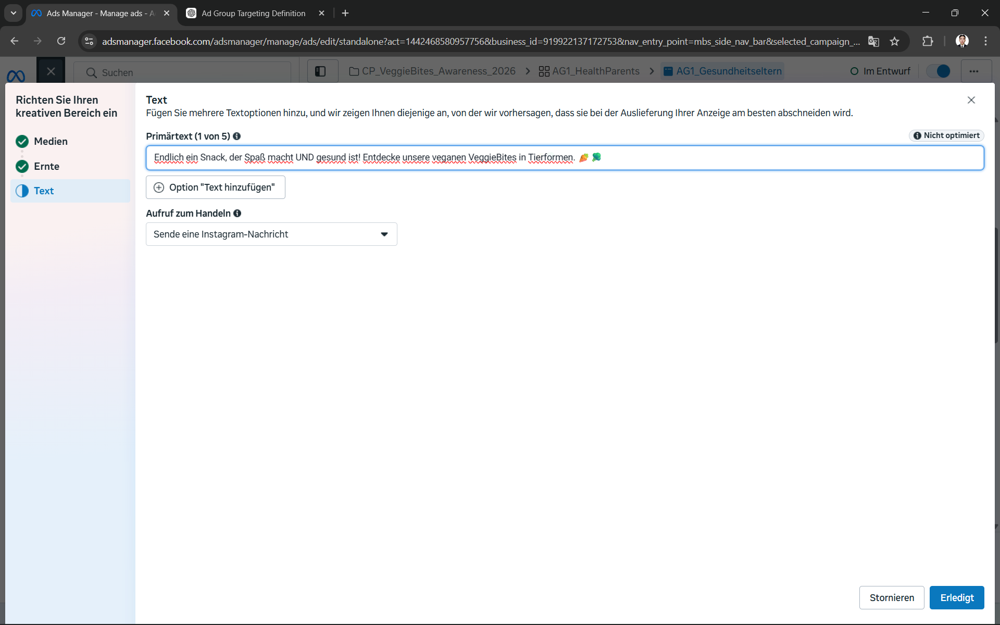 Ads Manager - Manage ads - A
Ad Group Targeting Definition
adsmanager.facebook.com/adsmanager/manage/ads/edit/standalone?act=1442468580957756&business_id=919922137172753&nav_entry_point=mbs_side_nav_bar&selected_campaign_...
Suchen
CP_VeggieBites_Awareness_2026
AG1_HealthParents
AG1_Gesundheitseltern
Im Entwurf
Richten Sie Ihren
kreativen Bereich ein
Medien
Ernte
Text
Text
Fügen Sie mehrere Textoptionen hinzu, und wir zeigen Ihnen diejenige an, von der wir vorhersagen, dass sie bei der Auslieferung Ihrer Anzeige am besten abschneiden wird.
Primärtext (1 von 5)
Nicht optimiert
Endlich ein Snack, der Spaß macht UND gesund ist! Entdecke unsere veganen VeggieBites in Tierformen. 🥕 🥦
Option "Text hinzufügen"
Aufruf zum Handeln
Sende eine Instagram-Nachricht
Stornieren
Erledigt